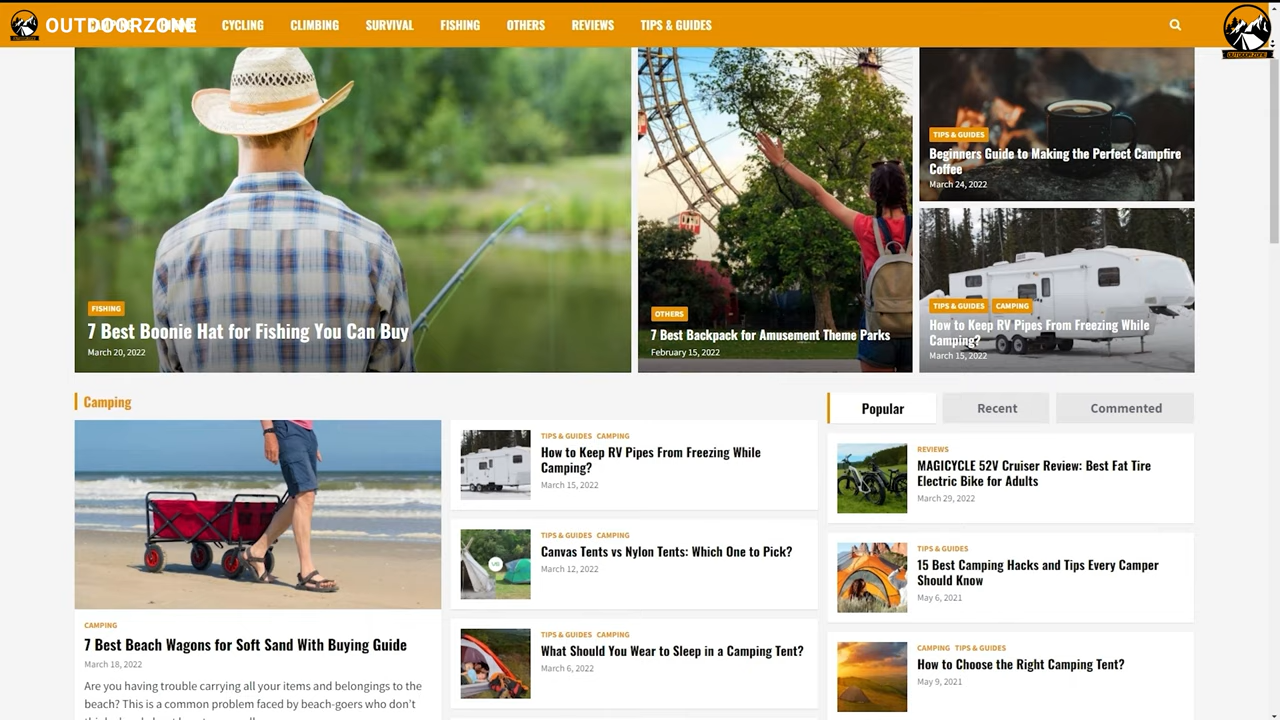 OUTDOORZONE
CYCLING
CLIMBING
SURVIVAL
FISHING
OTHERS
REVIEWS
TIPS & GUIDES
OUTDOORZONE
FISHING
7 Best Boonie Hat for Fishing You Can Buy
March 20, 2022
OTHERS
7 Best Backpack for Amusement Theme Parks
February 15, 2022
TIPS & GUIDES
Beginners Guide to Making the Perfect Campfire
Coffee
March 24, 2022
TIPS & GUIDES CAMPING
How to Keep RV Pipes From Freezing While
Camping?
March 15, 2022
Camping
CAMPING
7 Best Beach Wagons for Soft Sand With Buying Guide
March 18, 2022
Are you having trouble carrying all your items and belongings to the
beach? This is a common problem faced by beach-goers who don't
TIPS & GUIDES CAMPING
How to Keep RV Pipes From Freezing While
Camping?
March 15, 2022
TIPS & GUIDES CAMPING
Canvas Tents vs Nylon Tents: Which One to Pick?
March 12, 2022
TIPS & GUIDES CAMPING
What Should You Wear to Sleep in a Camping Tent?
March 6, 2022
Popular
Recent
Commented
REVIEWS
MAGICYCLE 52V Cruiser Review: Best Fat Tire
Electric Bike for Adults
March 29, 2022
TIPS & GUIDES
15 Best Camping Hacks and Tips Every Camper
Should Know
May 6, 2021
CAMPING TIPS & GUIDES
How to Choose the Right Camping Tent?
May 9, 2021